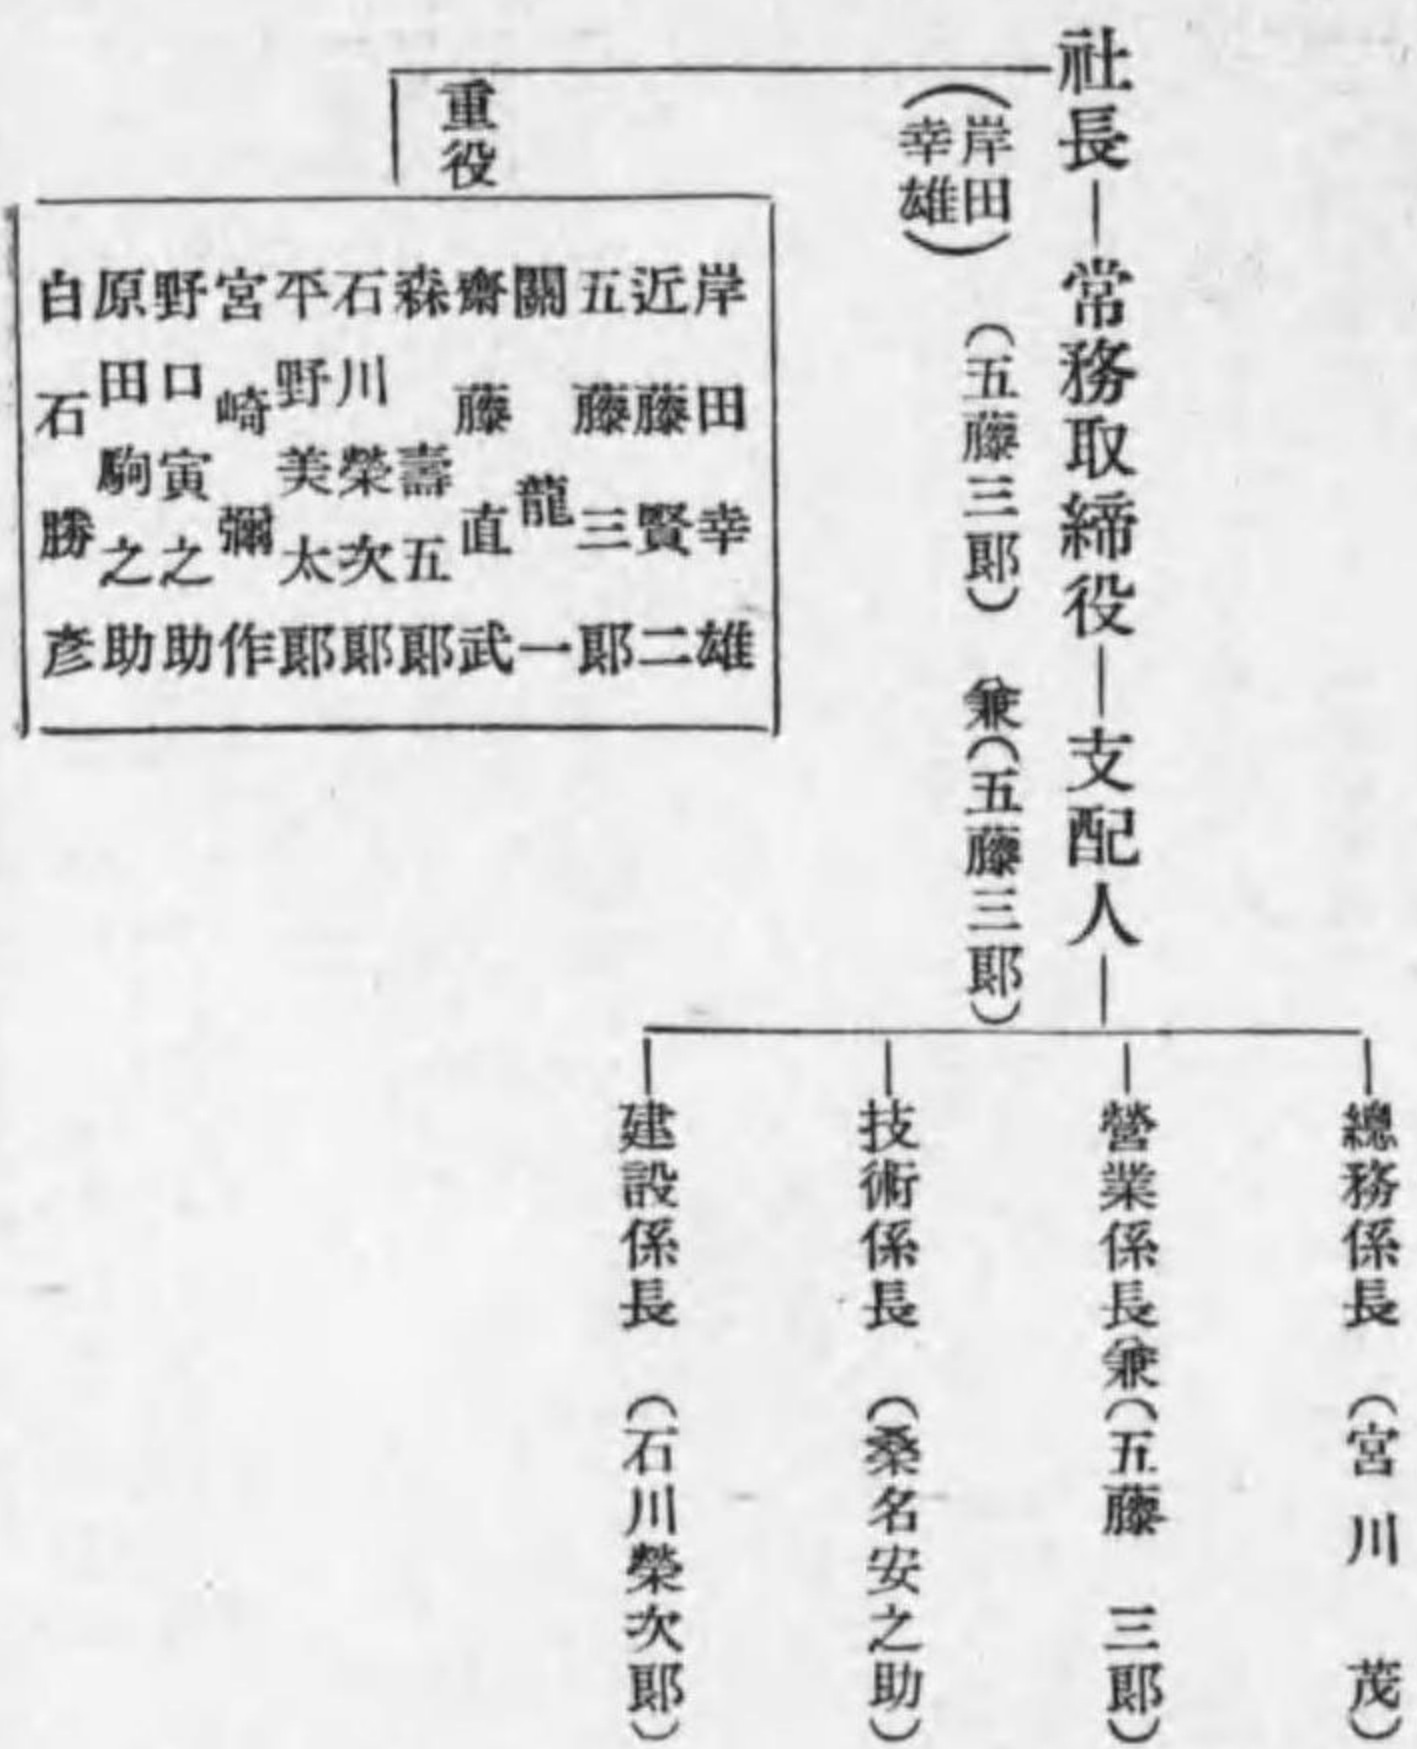 社長―常務取締役―支配人―
(岸田
幸雄)
(五藤三郎)
兼(五藤三郎)
總務係長 (宮川 茂)
營業係長兼(五藤 三郎)
技術係長 (桑名安之助)
建設係長 (石川榮次郎)
重役
岸田幸雄
近藤賢二
五藤三郎
關龍一
齋藤直武
森壽五郎
石川榮次郎
平野美太郎
宮崎彌作
野口寅之助
原田駒之助
白石勝彦